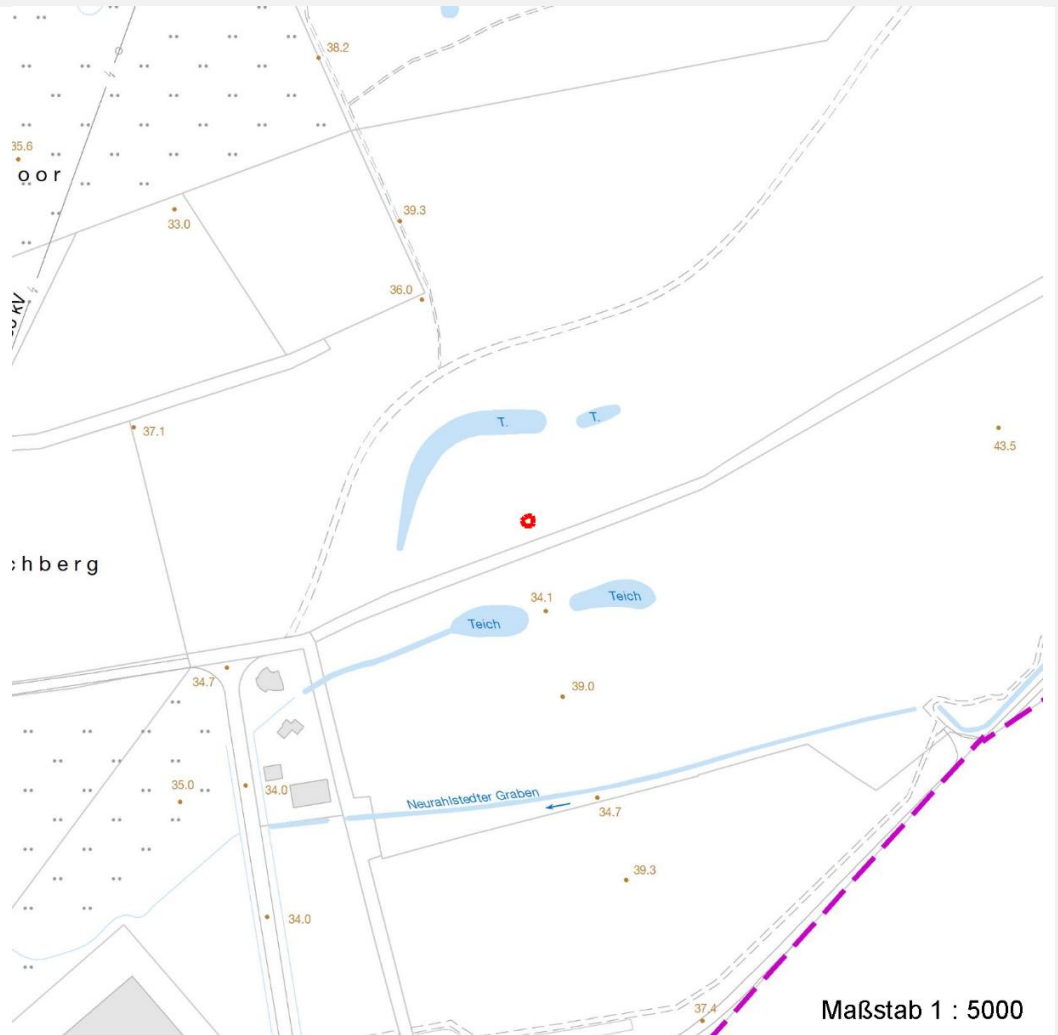 38.2
35.6
oor
33.0
39.3
36.0
kV
37.1
T.
T.
43.5
chberg
34.1
Teich
Teich
34.7
39.0
35.0
34.0
Neurahlstedter Graben
34.7
39.3
34.0
37.4
Maßstab 1 : 5000